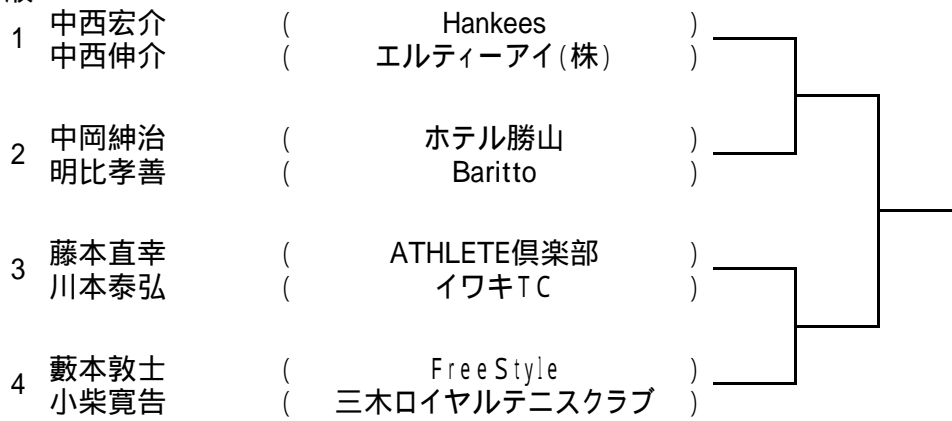 1 中西宏介 ( Hankees )
中西伸介 ( エルティーアイ(株) )
2 中岡紳治 ( ホテル勝山 )
明比孝善 ( Baritto )
3 藤本直幸 ( ATHLETE倶楽部 )
川本泰弘 ( イワキTC )
4 藪本敦士 ( FreeStyle )
小柴寛告 ( 三木ロイヤルテニスクラブ )